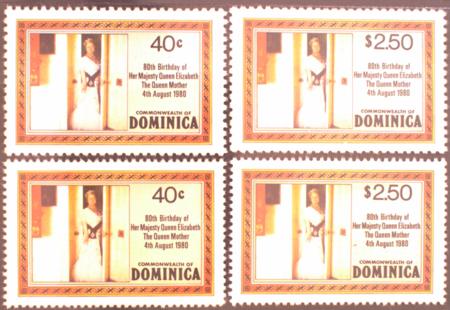 40c
80th Birthday of
Her Majesty Queen Elizabeth
The Queen Mother
4th August 1980
COMMONWEALTH OF
DOMINICA
$2.50
80th Birthday of
Her Majesty Queen Elizabeth
The Queen Mother
4th August 1980
COMMONWEALTH OF
DOMINICA
40c
80th Birthday of
Her Majesty Queen Elizabeth
The Queen Mother
4th August 1980
COMMONWEALTH OF
DOMINICA
$2.50
80th Birthday of
Her Majesty Queen Elizabeth
The Queen Mother
4th August 1980
COMMONWEALTH OF
DOMINICA